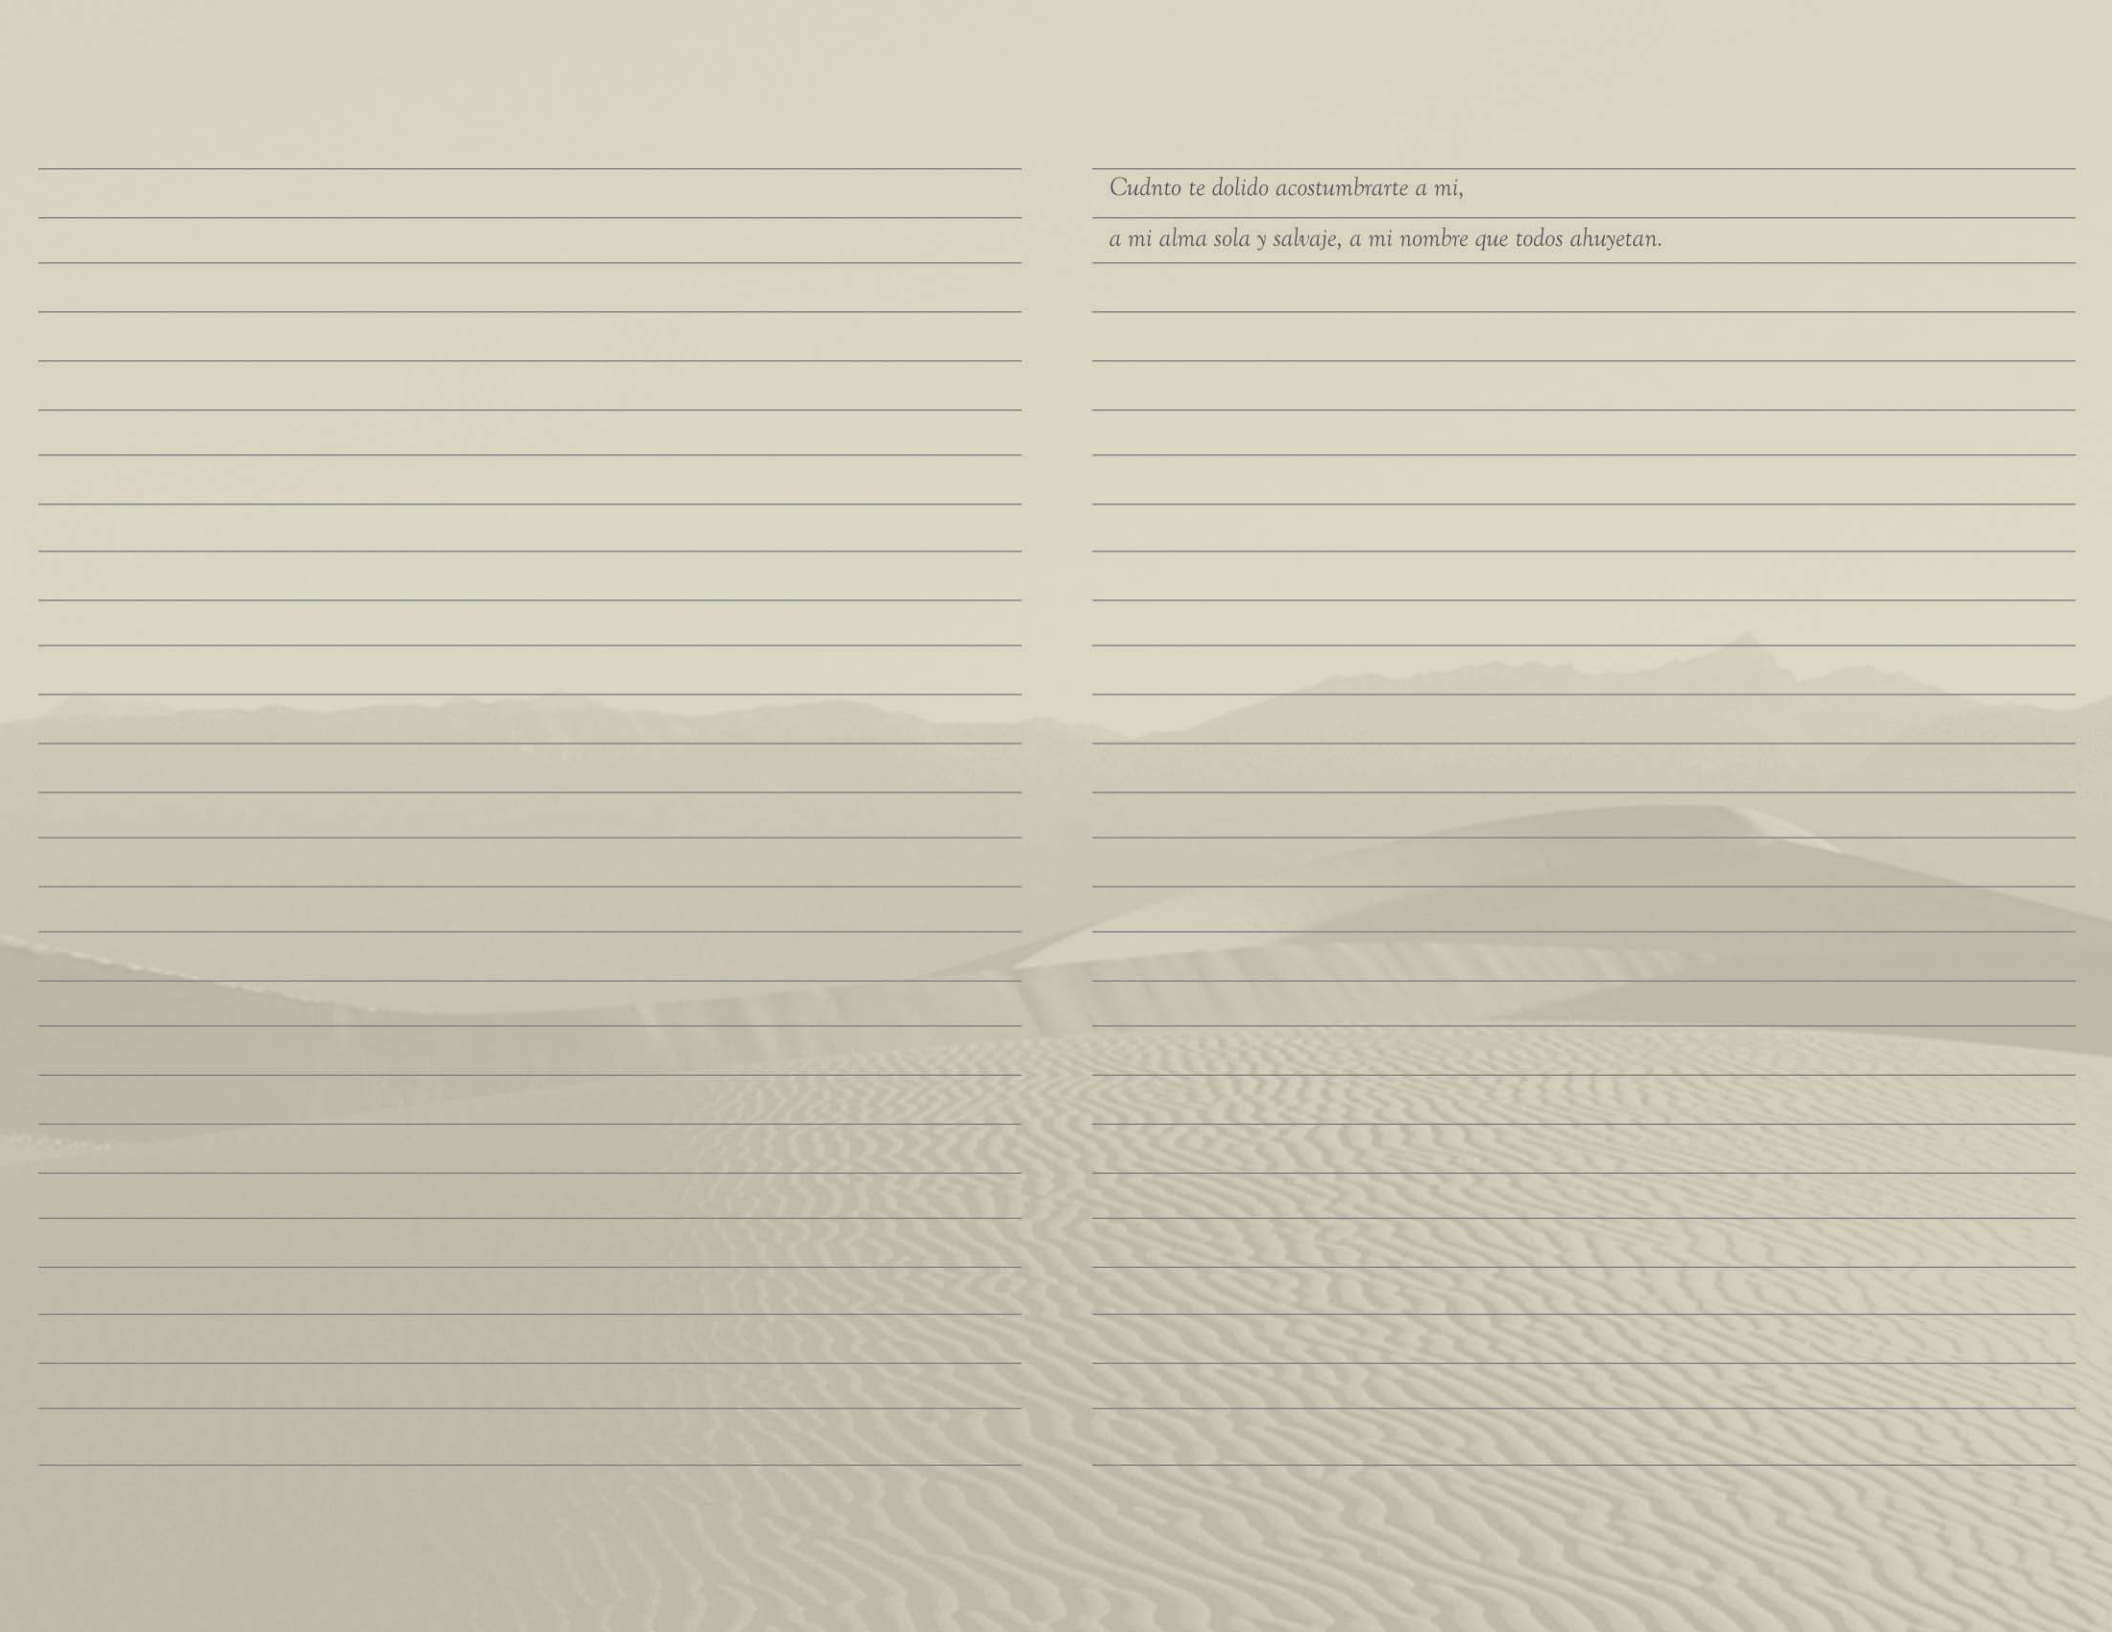 Cudnto te dolido acostumbrarte a mi,
a mi alma sola y salvaje, a mi nombre que todos ahuyetan.